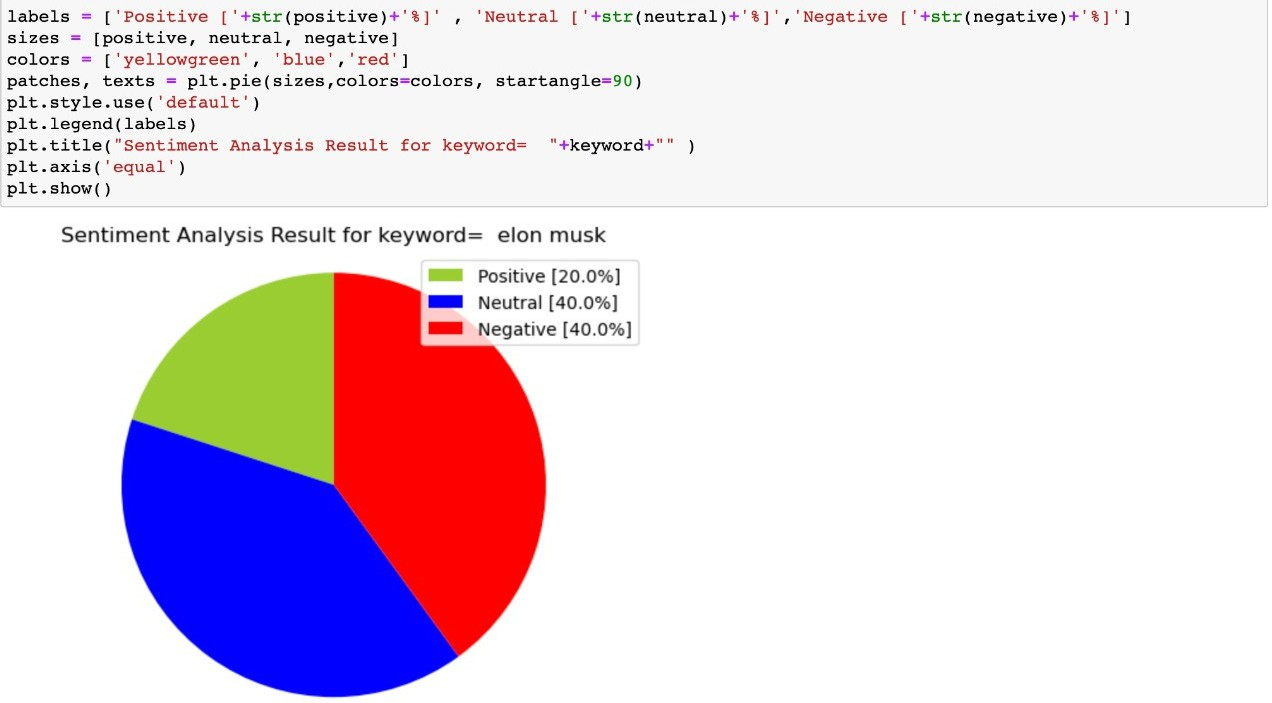 labels = ['Positive ['+str(positive)+'%]' , 'Neutral ['+str(neutral)+'%]','Negative ['+str(negative)+'%]']
sizes = [positive, neutral, negative]
colors = ['yellowgreen', 'blue','red']
patches, texts = plt.pie(sizes,colors=colors, startangle=90)
plt.style.use('default')
plt.legend(labels)
plt.title("Sentiment Analysis Result for keyword=  "+keyword+"" )
plt.axis('equal')
plt.show()
Sentiment Analysis Result for keyword=  elon musk
Positive [20.0%]
Neutral [40.0%]
Negative [40.0%]